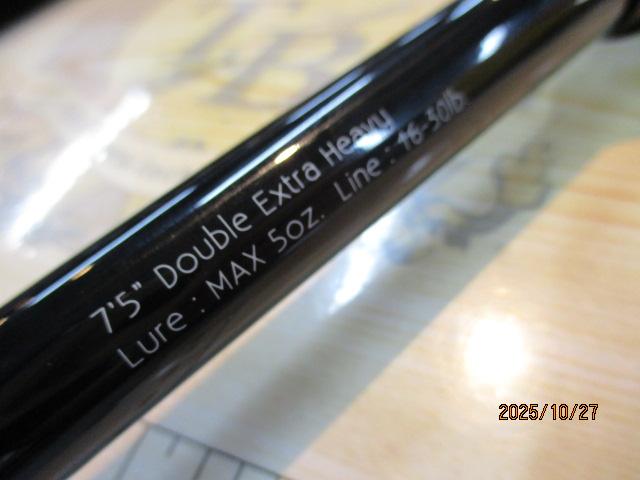 7'5" Double Extra Heavy
Lure : MAX 5oz. Line : 16-30lb
2025/10/27